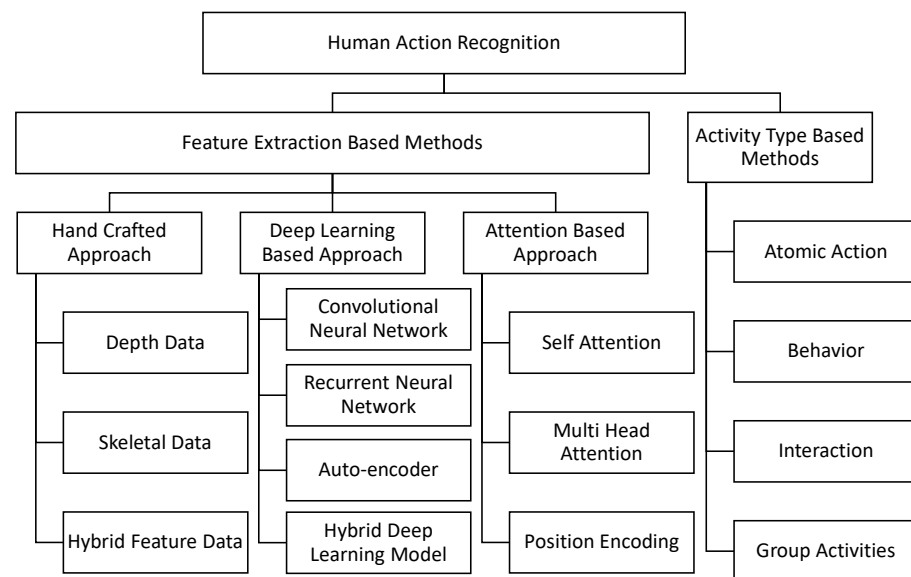 Human Action Recognition
Feature Extraction Based Methods
Activity Type Based
Methods
Hand Crafted
Approach
Deep Learning
Based Approach
Attention Based
Approach
Depth Data
Skeletal Data
Hybrid Feature Data
Convolutional
Neural Network
Recurrent Neural
Network
Auto-encoder
Hybrid Deep
Learning Model
Self Attention
Multi Head
Attention
Position Encoding
Atomic Action
Behavior
Interaction
Group Activities